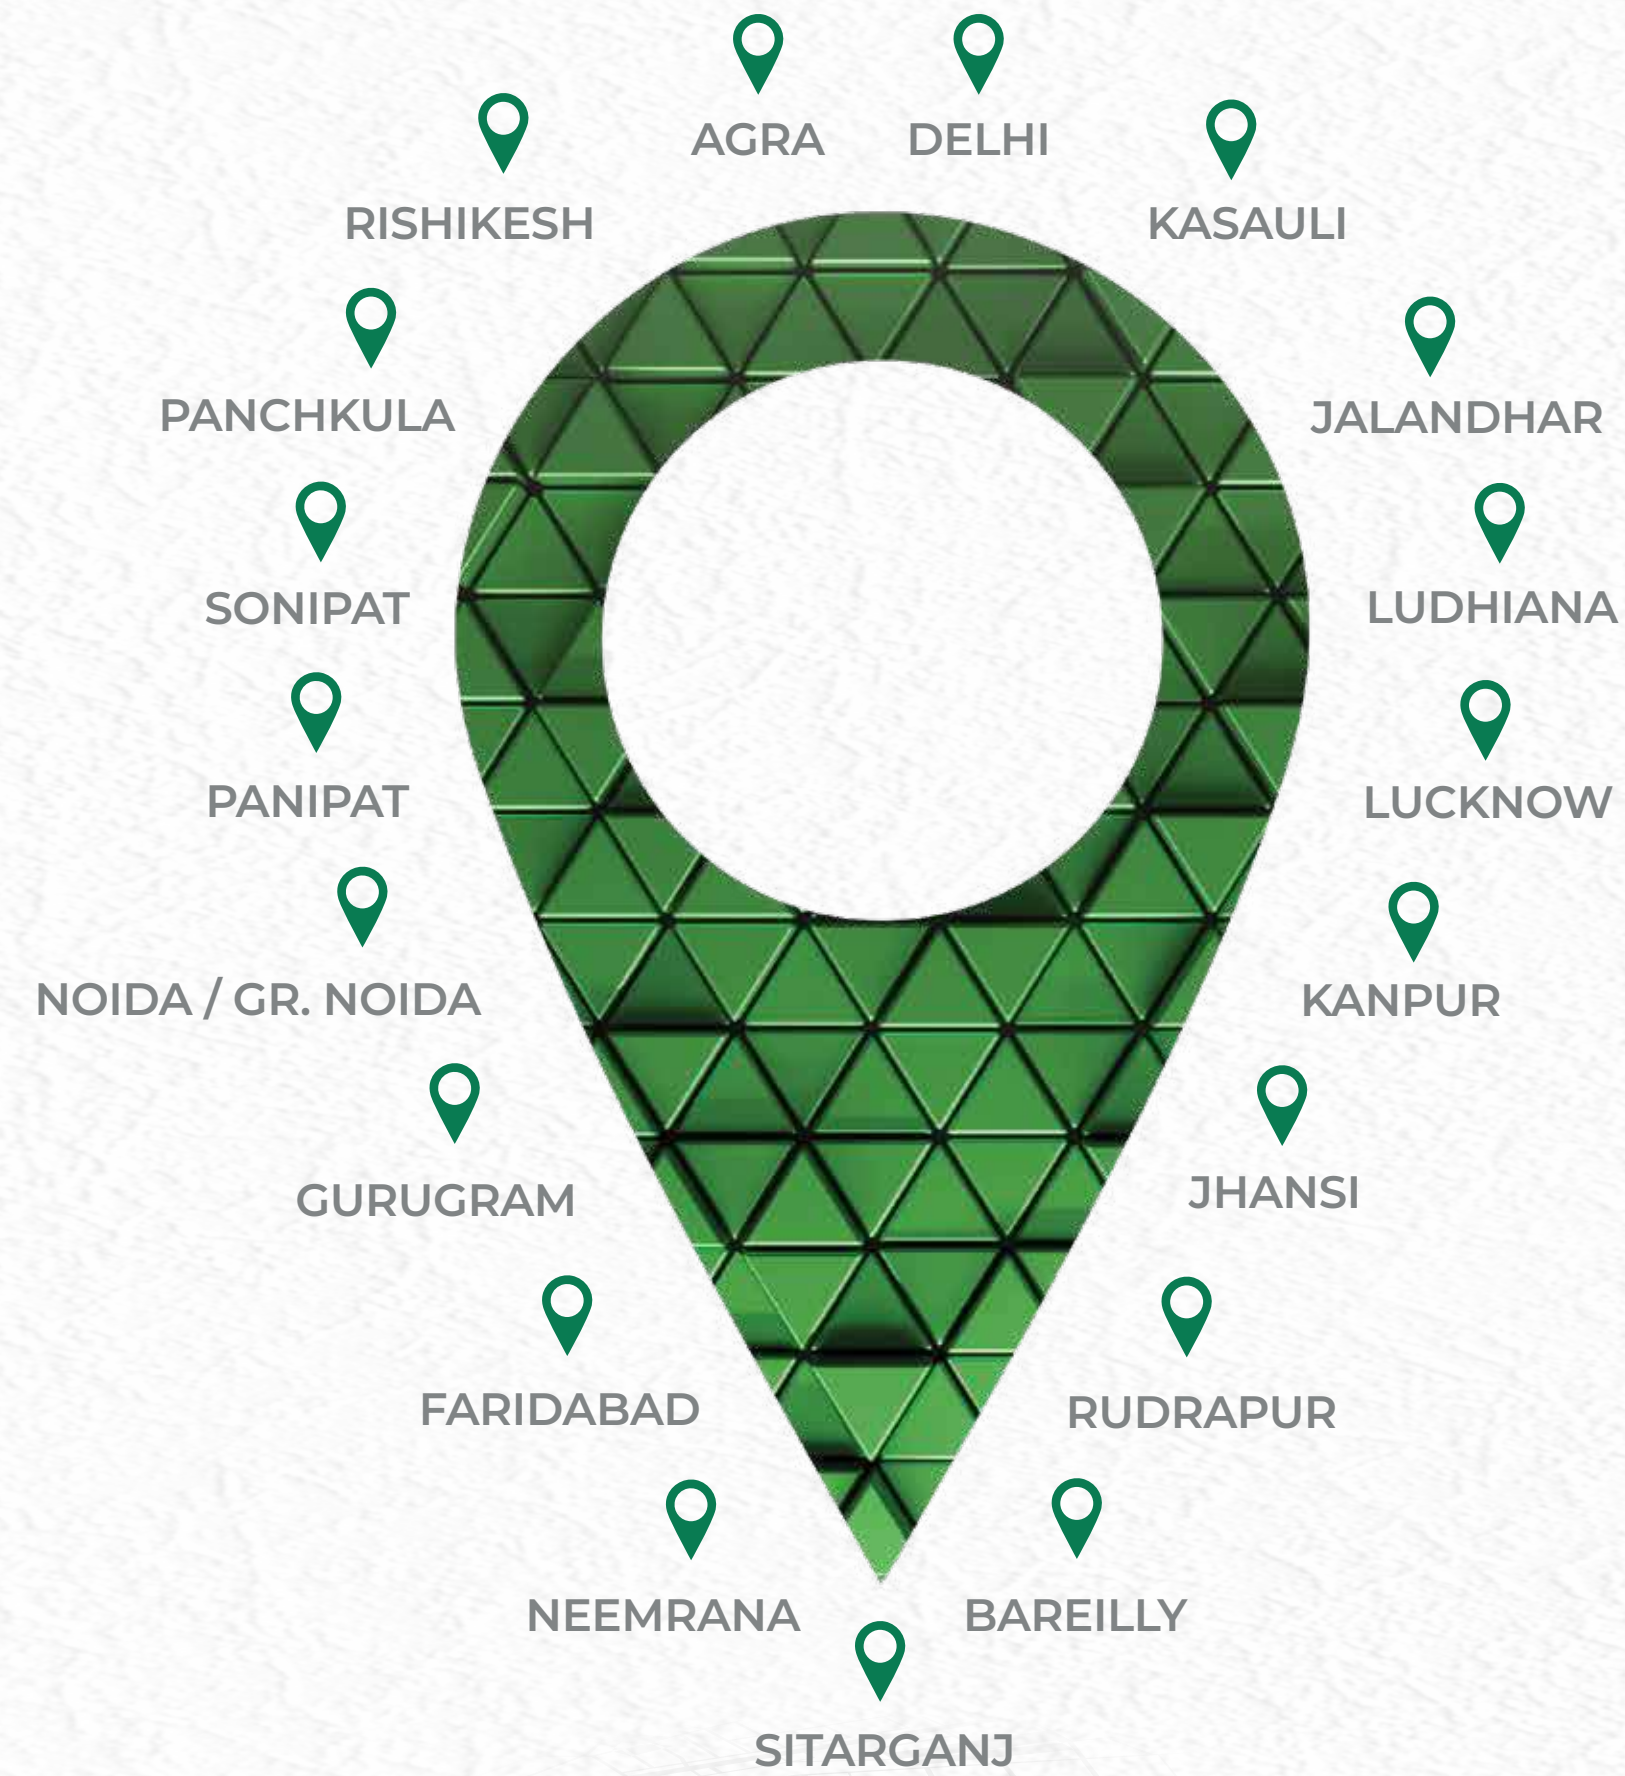 AGRA
DELHI
RISHIKESH
KASAULI
PANCHKULA
JALANDHAR
SONIPAT
LUDHIANA
PANIPAT
LUCKNOW
NOIDA / GR. NOIDA
KANPUR
GURUGRAM
JHANSI
FARIDABAD
RUDRAPUR
NEEMRANA
BAREILLY
SITARGANJ